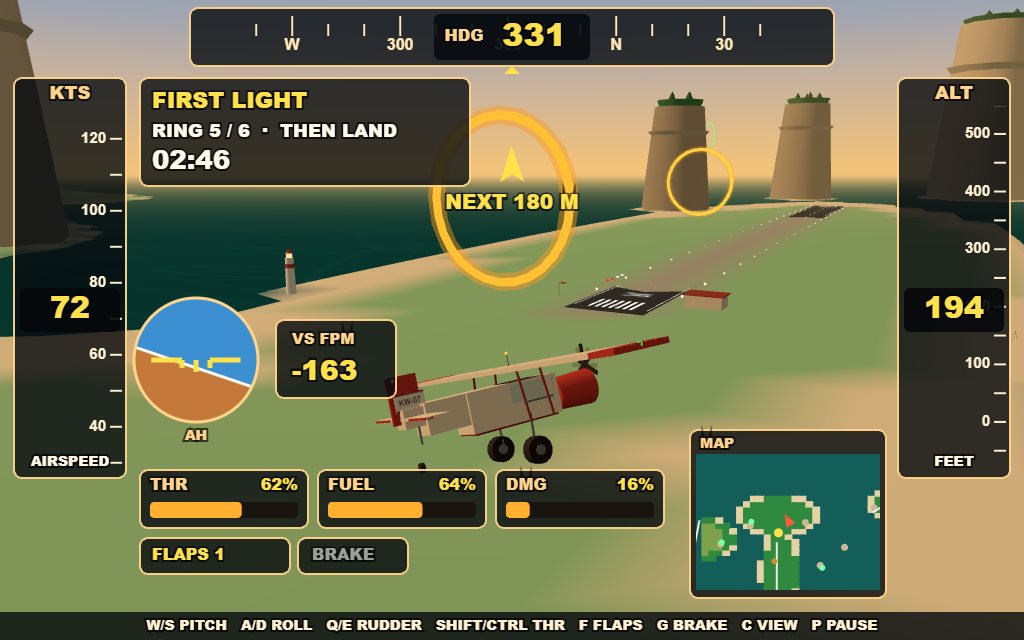 W 300 HDG 331 N 30
KTS
120
100
80
72
60
40
AIRSPEED
FIRST LIGHT
RING 5 / 6 · THEN LAND
02:46
NEXT 180 M
ALT
500
400
300
194
100
0
FEET
VS FPM
-163
AH
KW-07
THR 62%
FUEL 64%
DMG 16%
FLAPS 1
BRAKE
MAP
W/S PITCH A/D ROLL Q/E RUDDER SHIFT/CTRL THR F FLAPS G BRAKE C VIEW P PAUSE